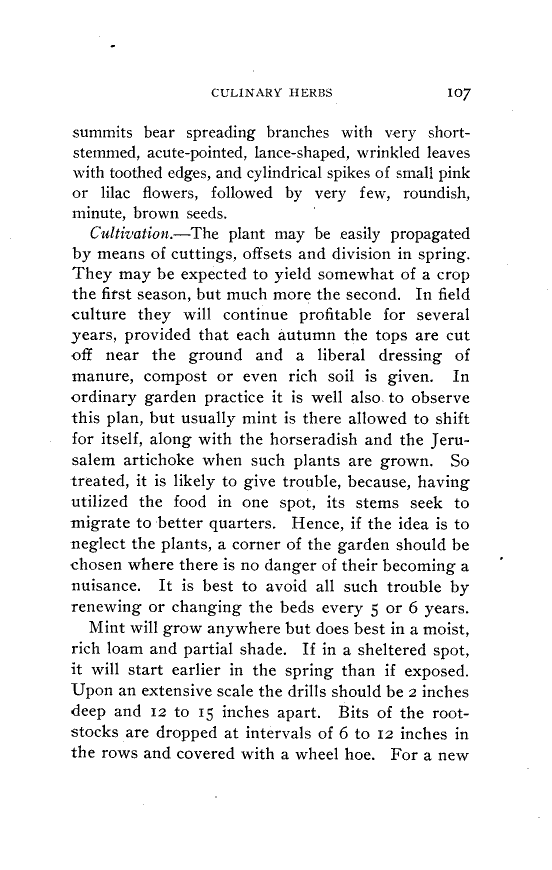 CULINARY HERBS 107
summits bear spreading branches with very short-
stemmed, acute-pointed, lance-shaped, wrinkled leaves
with toothed edges, and cylindrical spikes of small pink
or lilac flowers, followed by very few, roundish,
minute, brown seeds.
Cultivation.—The plant may be easily propagated
by means of cuttings, offsets and division in spring.
They may be expected to yield somewhat of a crop
the first season, but much more the second. In field
culture they will continue profitable for several
years, provided that each autumn the tops are cut
off near the ground and a liberal dressing of
manure, compost or even rich soil is given. In
ordinary garden practice it is well also to observe
this plan, but usually mint is there allowed to shift
for itself, along with the horseradish and the Jeru-
salem artichoke when such plants are grown. So
treated, it is likely to give trouble, because, having
utilized the food in one spot, its stems seek to
migrate to better quarters. Hence, if the idea is to
neglect the plants, a corner of the garden should be
chosen where there is no danger of their becoming a
nuisance. It is best to avoid all such trouble by
renewing or changing the beds every 5 or 6 years.
Mint will grow anywhere but does best in a moist,
rich loam and partial shade. If in a sheltered spot,
it will start earlier in the spring than if exposed.
Upon an extensive scale the drills should be 2 inches
deep and 12 to 15 inches apart. Bits of the root-
stocks are dropped at intervals of 6 to 12 inches in
the rows and covered with a wheel hoe. For a new